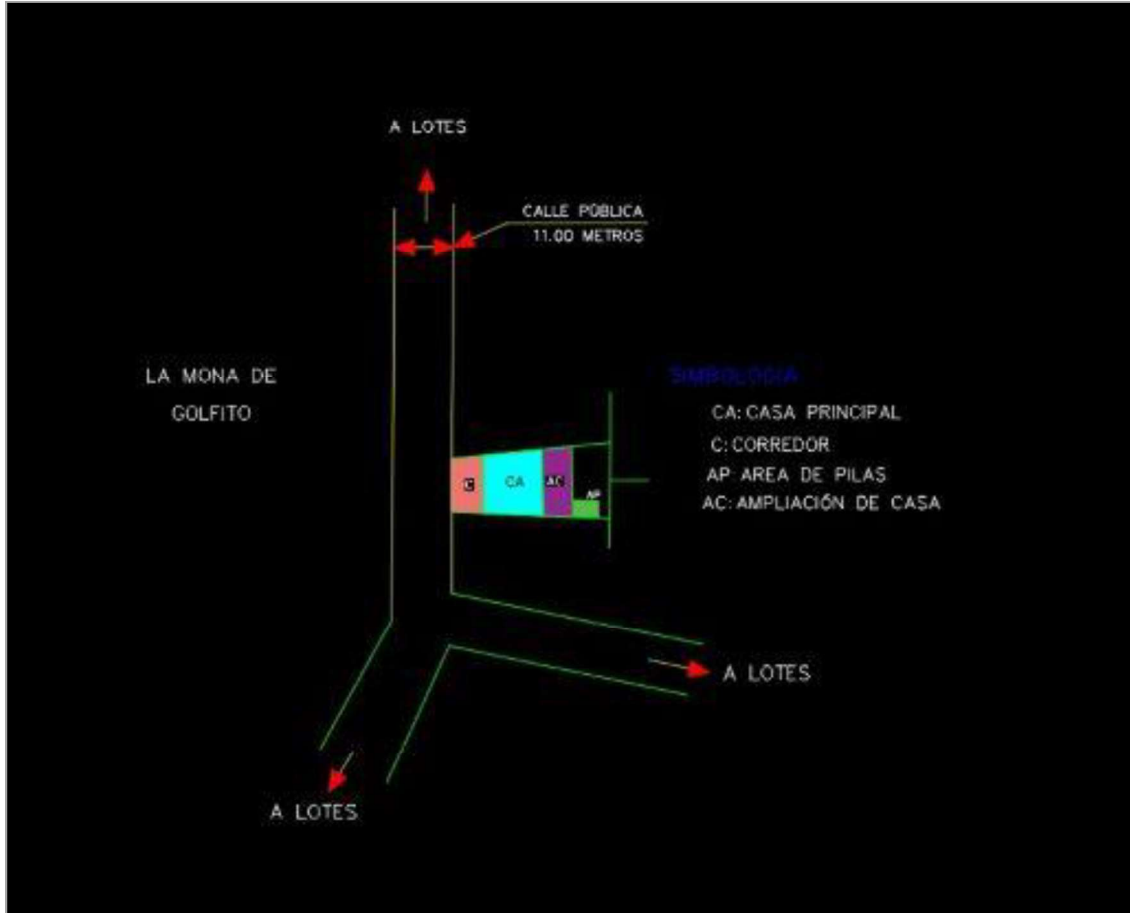 A LOTES
CALLE PÚBLICA
11.00 METROS
LA MONA DE
GOLFITO
SIMBOLOGIA
CA: CASA PRINCIPAL
C: CORREDOR
AP AREA DE PILAS
AC: AMPLIACIÓN DE CASA
C
CA
AC
AP
A LOTES
A LOTES